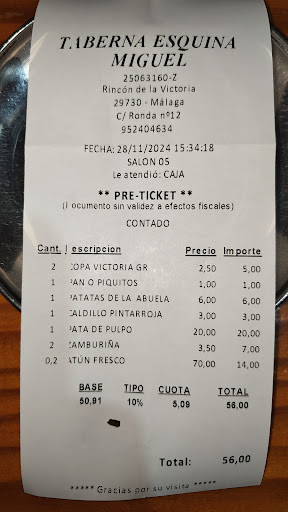 TABERNA ESQUINA
MIGUEL
25063160-Z
Rincón de la Victoria
29730 - Málaga
C/ Ronda nº12
952404634
FECHA: 28/11/2024 15:34:18
SALON 05
Le atendió: CAJA
** PRE-TICKET **
(Documento sin validez a efectos fiscales)
CONTADO
Cant. Descripcion Precio Importe
2 COPA VICTORIA GR 2,50 5,00
1 PAN O PIQUITOS 1,00 1,00
1 PATATAS DE LA ABUELA 6,00 6,00
1 CALDILLO PINTARROJA 3,00 3,00
1 PATA DE PULPO 20,00 20,00
2 ZAMBURIÑA 3,50 7,00
0,2 ATÚN FRESCO 70,00 14,00
BASE TIPO CUOTA TOTAL
50,91 10% 5,09 56,00
Total: 56,00
***** Gracias por su visita *****